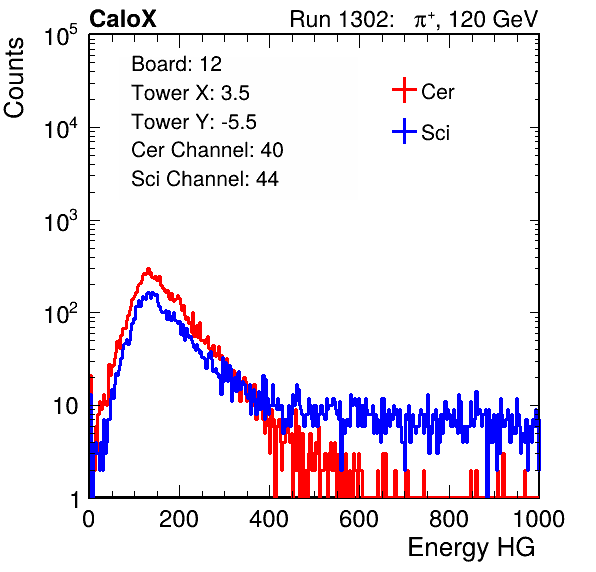 CaloX Run 1302: π⁺, 120 GeV
Counts
Board: 12
Tower X: 3.5
Tower Y: -5.5
Cer Channel: 40
Sci Channel: 44
Cer
Sci
10⁵
10⁴
10³
10²
10
1
0 200 400 600 800 1000
Energy HG